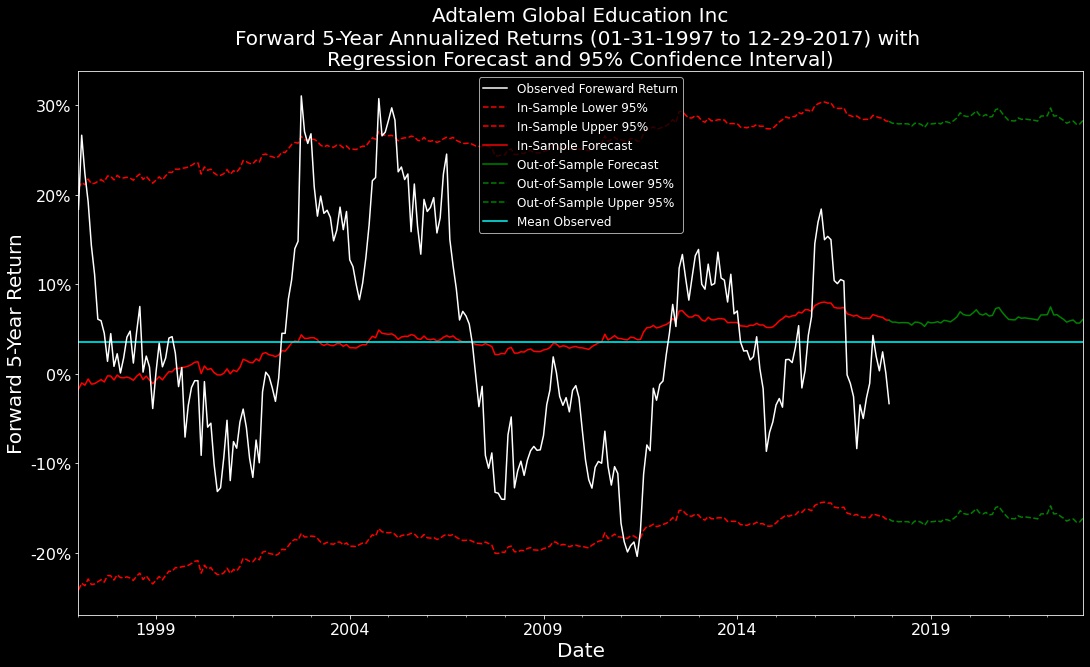 Adtalem Global Education Inc
Forward 5-Year Annualized Returns (01-31-1997 to 12-29-2017) with
Regression Forecast and 95% Confidence Interval)
Observed Foreward Return
In-Sample Lower 95%
In-Sample Upper 95%
In-Sample Forecast
Out-of-Sample Forecast
Out-of-Sample Lower 95%
Out-of-Sample Upper 95%
Mean Observed
Forward 5-Year Return
30%
20%
10%
0%
-10%
-20%
1999
2004
2009
2014
2019
Date